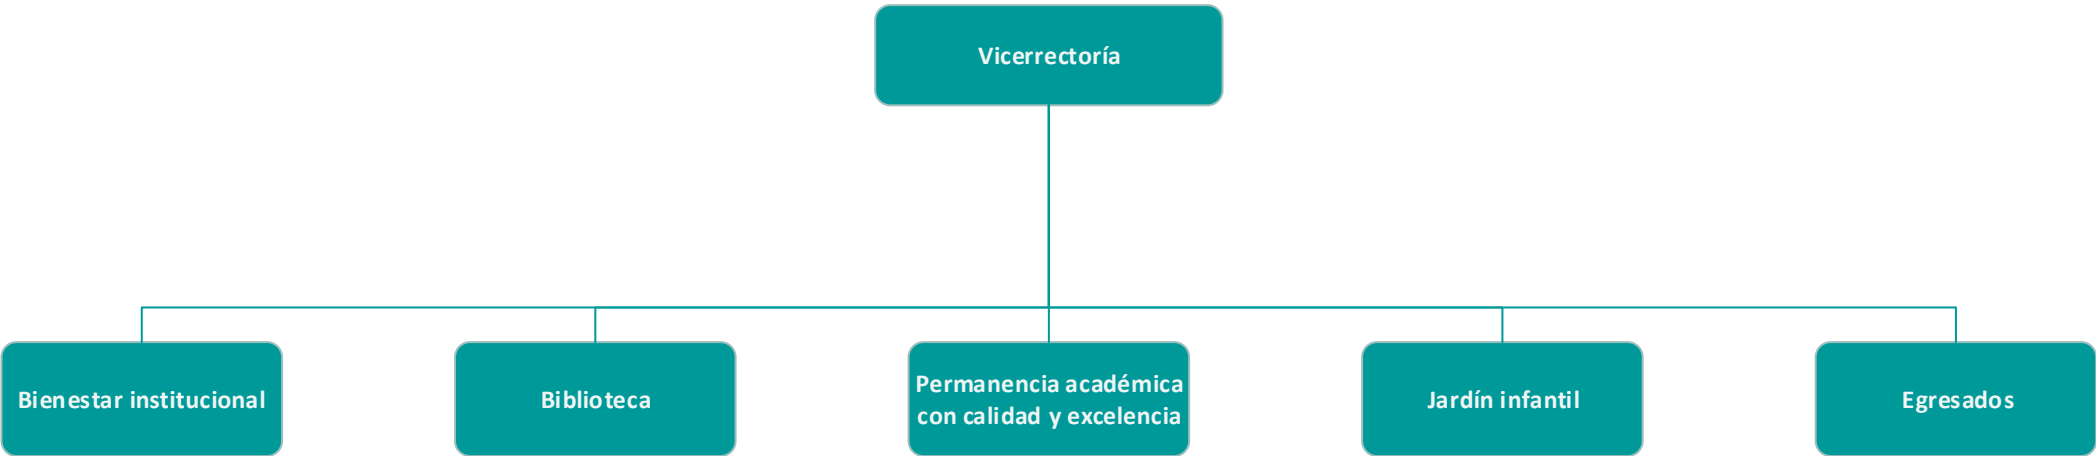 Vicerrectoría
Bienestar institucional
Biblioteca
Permanencia académica
con calidad y excelencia
Jardín infantil
Egresados